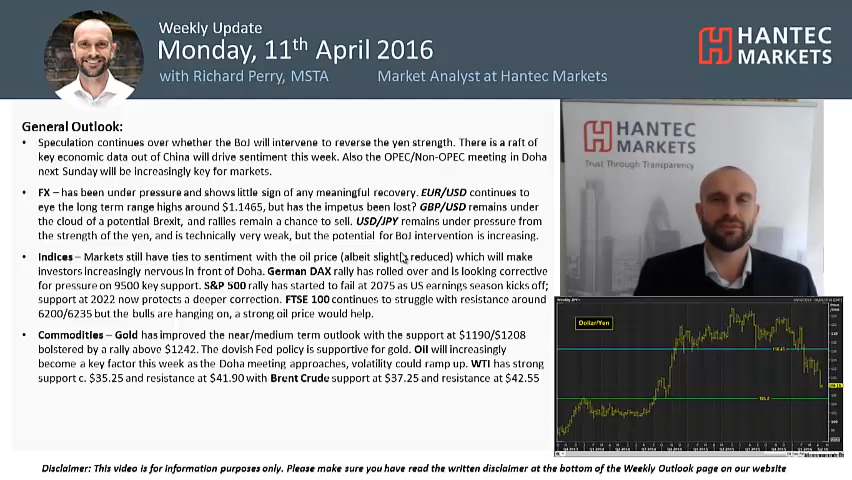 Weekly Update
Monday, 11th April 2016
with Richard Perry, MSTA Market Analyst at Hantec Markets
HANTEC
MARKETS
General Outlook:
• Speculation continues over whether the BoJ will intervene to reverse the yen strength. There is a raft of
key economic data out of China will drive sentiment this week. Also the OPEC/Non-OPEC meeting in Doha
next Sunday will be increasingly key for markets.
• FX – has been under pressure and shows little sign of any meaningful recovery. EUR/USD continues to
eye the long term range highs around $1.1465, but has the impetus been lost? GBP/USD remains under
the cloud of a potential Brexit, and rallies remain a chance to sell. USD/JPY remains under pressure from
the strength of the yen, and is technically very weak, but the potential for BoJ intervention is increasing.
• Indices – Markets still have ties to sentiment with the oil price (albeit slightly reduced) which will make
investors increasingly nervous in front of Doha. German DAX rally has rolled over and is looking corrective
for pressure on 9500 key support. S&P 500 rally has started to fail at 2075 as US earnings season kicks off;
support at 2022 now protects a deeper correction. FTSE 100 continues to struggle with resistance around
6200/6235 but the bulls are hanging on, a strong oil price would help.
• Commodities – Gold has improved the near/medium term outlook with the support at $1190/$1208
bolstered by a rally above $1242. The dovish Fed policy is supportive for gold. Oil will increasingly
become a key factor this week as the Doha meeting approaches, volatility could ramp up. WTI has strong
support c. $35.25 and resistance at $41.90 with Brent Crude support at $37.25 and resistance at $42.55
HANTEC
MARKETS
Trust Through Transparency
Weekly JPY=
Price
Dollar/Yen
Disclaimer: This video is for information purposes only. Please make sure you have read the written disclaimer at the bottom of the Weekly Outlook page on our website